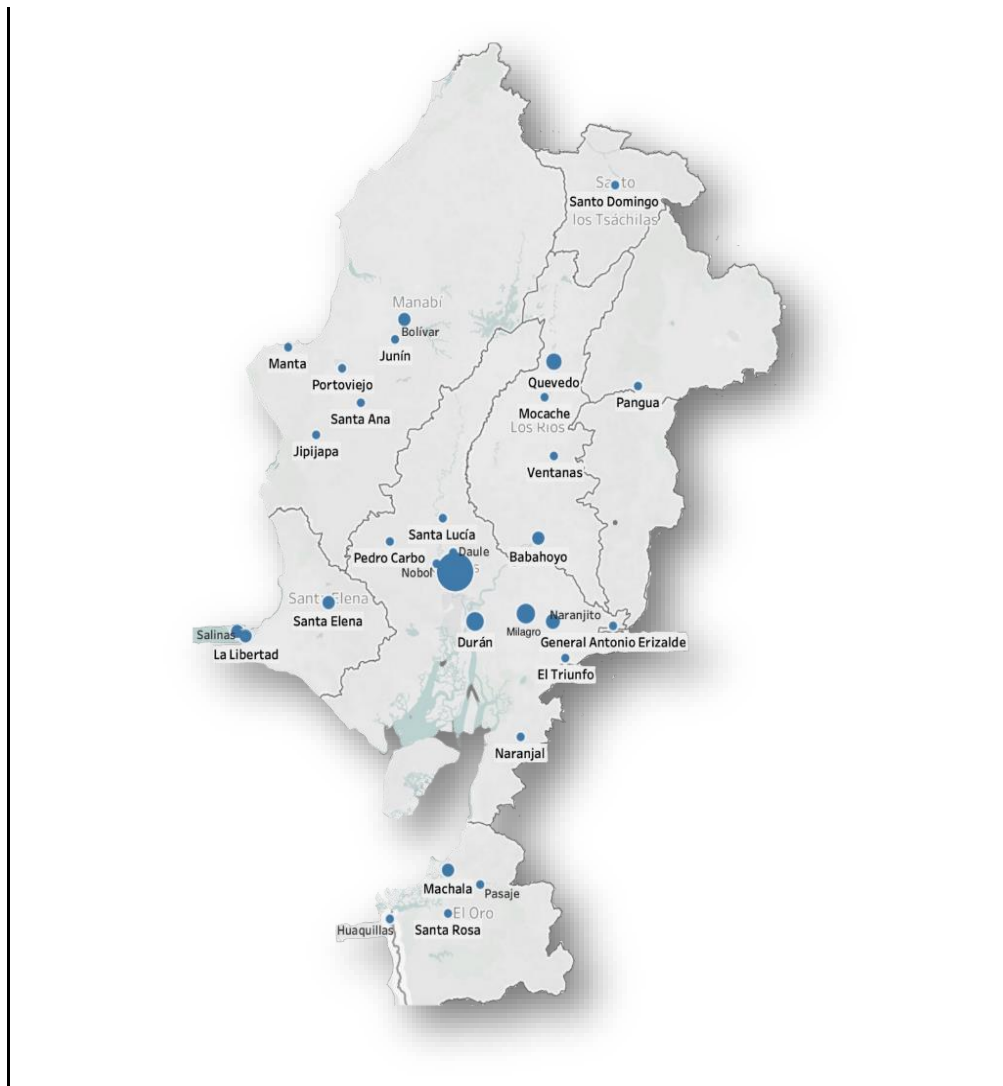 Santo
Santo Domingo
los Tsáchilas
Manabí
Bolívar
Junín
Manta
Portoviejo
Santa Ana
Jipijapa
Quevedo
Mocache
Los Ríos
Pangua
Ventanas
Santa Lucía
Daule
Pedro Carbo
Nobol
Babahoyo
Santa Elena
Santa Elena
Salinas
La Libertad
Durán
Milagro
Naranjito
General Antonio Erizalde
El Triunfo
Naranjal
Machala
Pasaje
El Oro
Santa Rosa
Huaquillas